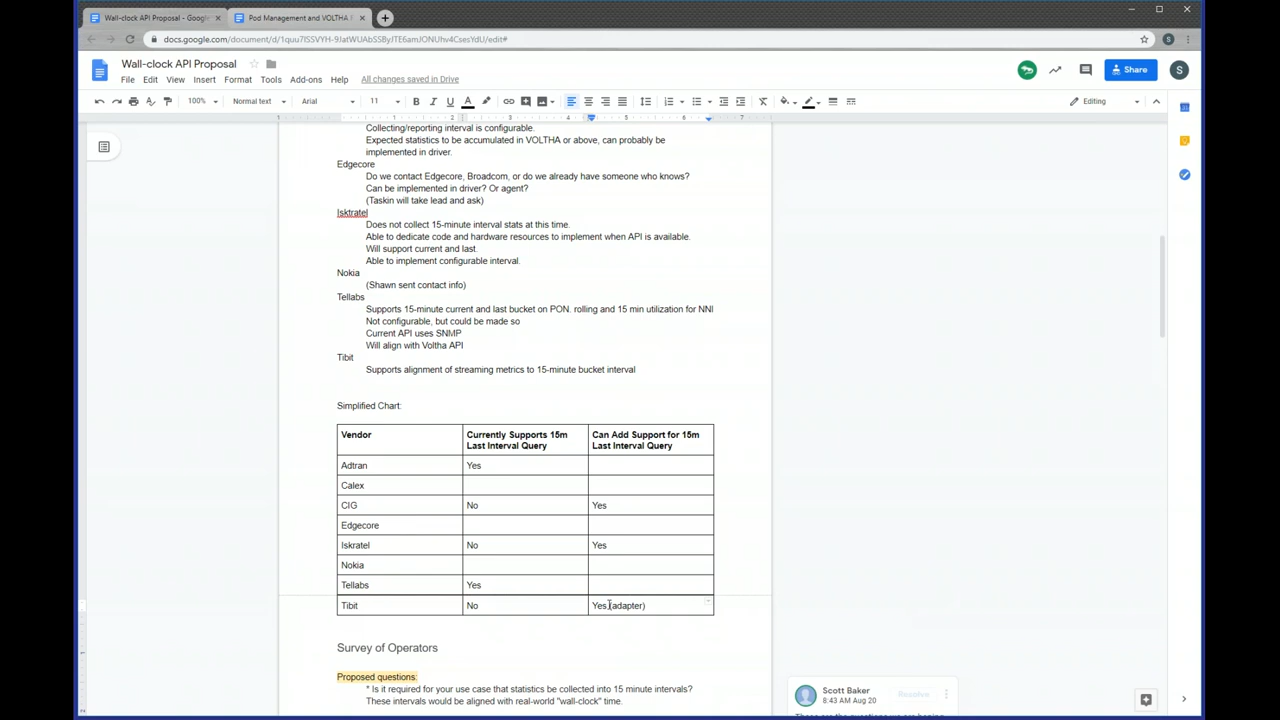 Wall-clock API Proposal - Google
Pod Management and VOLTHA
docs.google.com/document/d/1quu7ISSVYH-9JatWUAbSSByJTE6amJONUhv4CsesYdU/edit#
S
Wall-clock API Proposal
File Edit View Insert Format Tools Add-ons Help All changes saved in Drive
Share
S
100% Normal text Arial 11 Editing
1 1 2 3 4 5 6 7
Collecting/reporting interval is configurable.
Expected statistics to be accumulated in VOLTHA or above, can probably be
implemented in driver.
Edgecore
Do we contact Edgecore, Broadcom, or do we already have someone who knows?
Can be implemented in driver? Or agent?
(Taskin will take lead and ask)
Isktratel
Does not collect 15-minute interval stats at this time.
Able to dedicate code and hardware resources to implement when API is available.
Will support current and last.
Able to implement configurable interval.
Nokia
(Shawn sent contact info)
Tellabs
Supports 15-minute current and last bucket on PON. rolling and 15 min utilization for NNI
Not configurable, but could be made so
Current API uses SNMP
Will align with Voltha API
Tibit
Supports alignment of streaming metrics to 15-minute bucket interval
Simplified Chart:
Vendor Currently Supports 15m Last Interval Query Can Add Support for 15m Last Interval Query
Adtran Yes
Calex
CIG No Yes
Edgecore
Iskratel No Yes
Nokia
Tellabs Yes
Tibit No Yes (adapter)
Survey of Operators
Proposed questions:
* Is it required for your use case that statistics be collected into 15 minute intervals?
These intervals would be aligned with real-world "wall-clock" time.
Scott Baker
8:43 AM Aug 20
Resolve